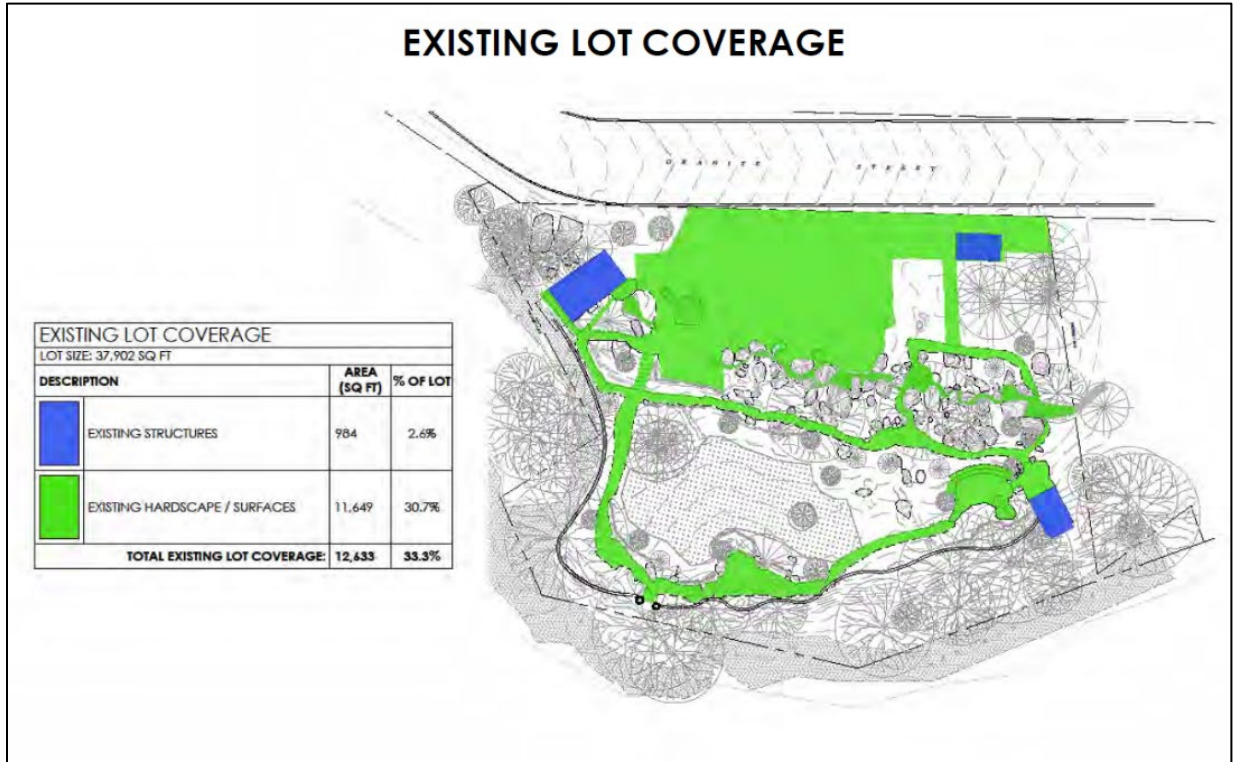 EXISTING LOT COVERAGE
GRANITE STREET
EXISTING LOT COVERAGE
LOT SIZE: 37,902 SQ FT
DESCRIPTION AREA (SQ FT) % OF LOT
EXISTING STRUCTURES 984 2.6%
EXISTING HARDSCAPE / SURFACES 11,649 30.7%
TOTAL EXISTING LOT COVERAGE: 12,633 33.3%